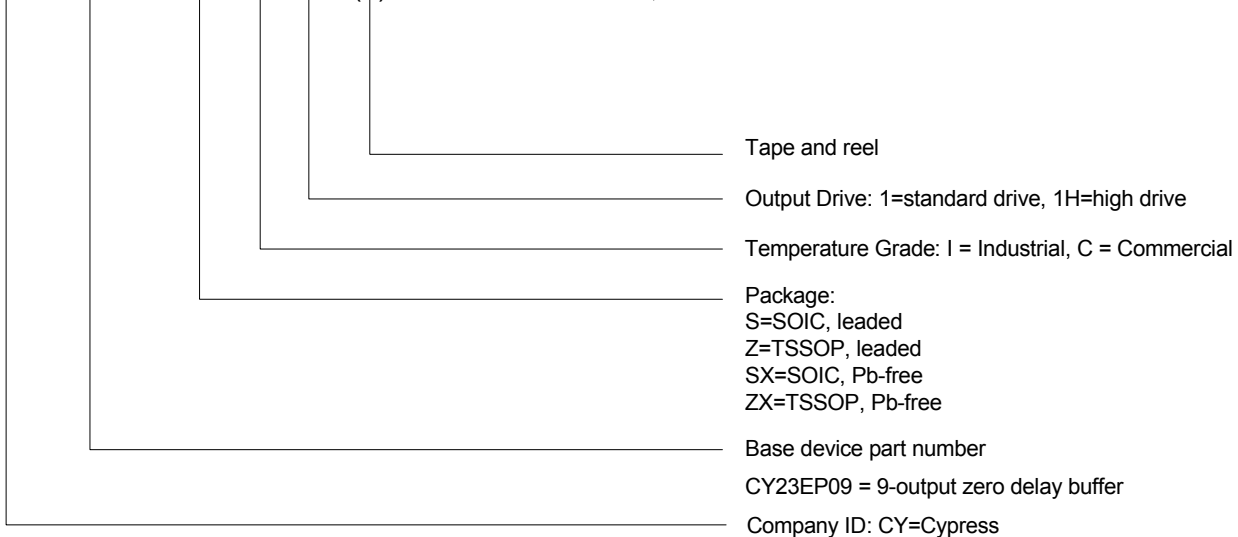 Tape and reel
Output Drive: 1=standard drive, 1H=high drive
Temperature Grade: I = Industrial, C = Commercial
Package:
S=SOIC, leaded
Z=TSSOP, leaded
SX=SOIC, Pb-free
ZX=TSSOP, Pb-free
Base device part number
CY23EP09 = 9-output zero delay buffer
Company ID: CY=Cypress